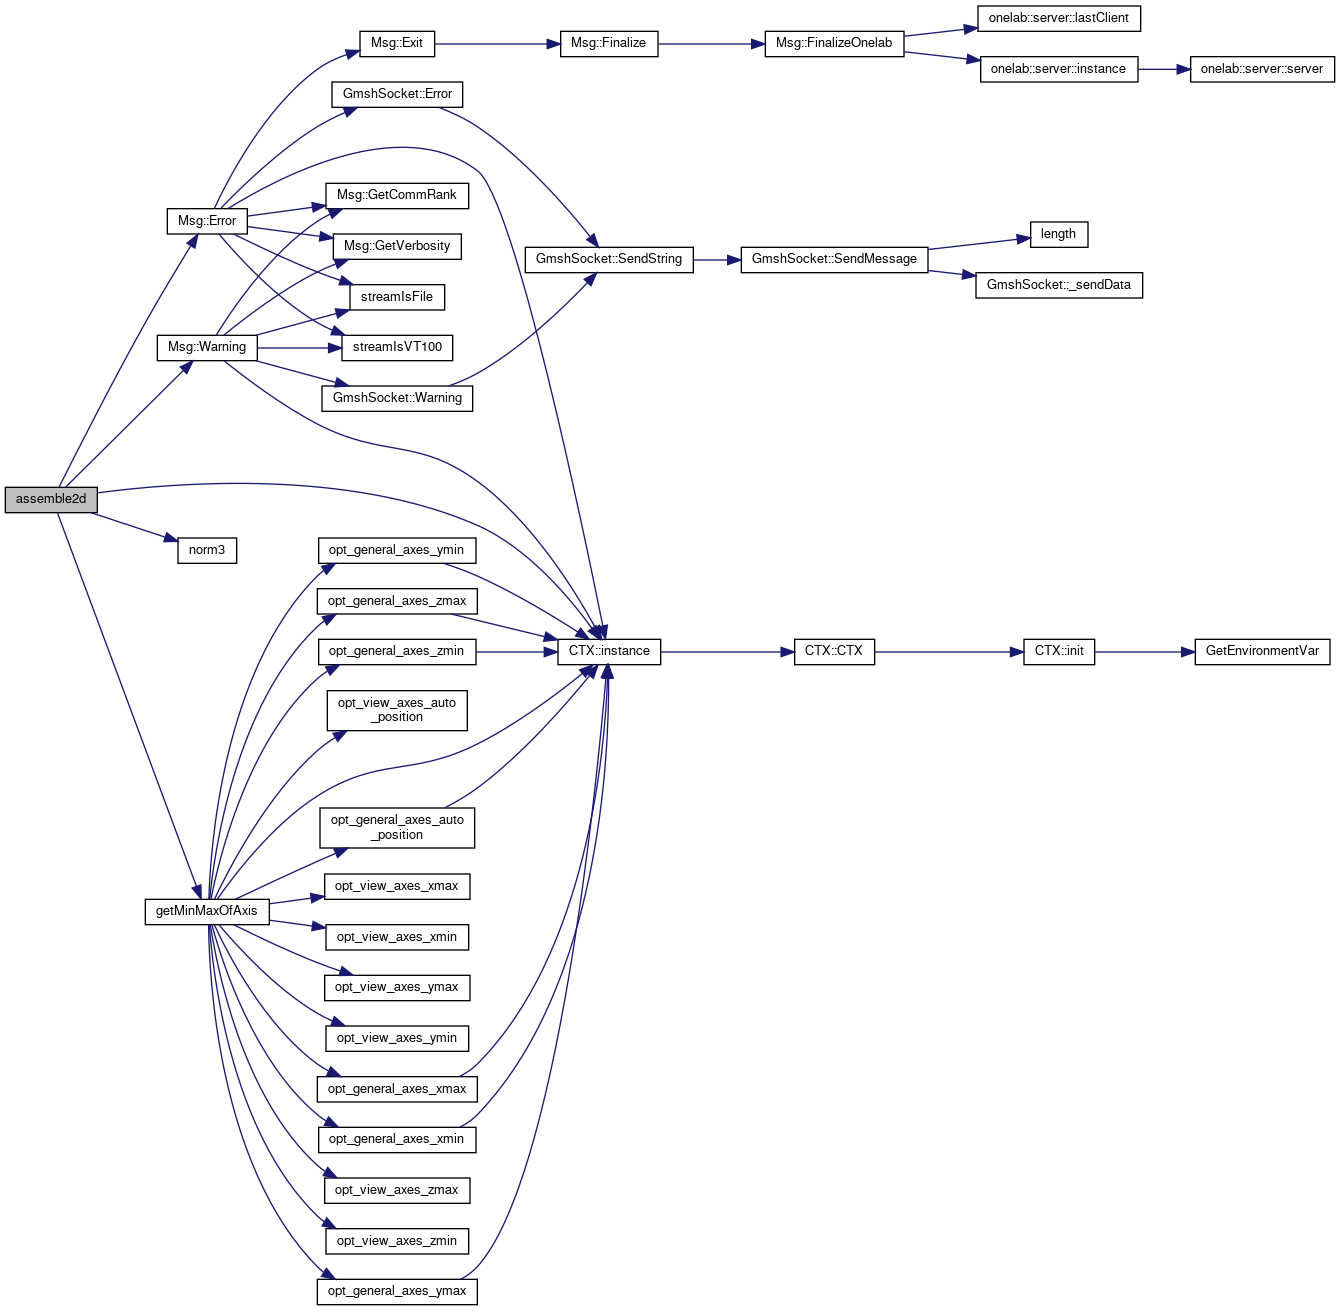 onelab::server::lastClient
Msg::Exit
Msg::Finalize
Msg::FinalizeOnelab
onelab::server::instance
onelab::server::server
GmshSocket::Error
Msg::GetCommRank
Msg::Error
length
Msg::GetVerbosity
GmshSocket::SendString
GmshSocket::SendMessage
GmshSocket::_sendData
streamIsFile
Msg::Warning
streamIsVT100
GmshSocket::Warning
assemble2d
norm3
opt_general_axes_ymin
opt_general_axes_zmax
opt_general_axes_zmin
CTX::instance
CTX::CTX
CTX::init
GetEnvironmentVar
opt_view_axes_auto
_position
opt_general_axes_auto
_position
opt_view_axes_xmax
getMinMaxOfAxis
opt_view_axes_xmin
opt_view_axes_ymax
opt_view_axes_ymin
opt_general_axes_xmax
opt_general_axes_xmin
opt_view_axes_zmax
opt_view_axes_zmin
opt_general_axes_ymax